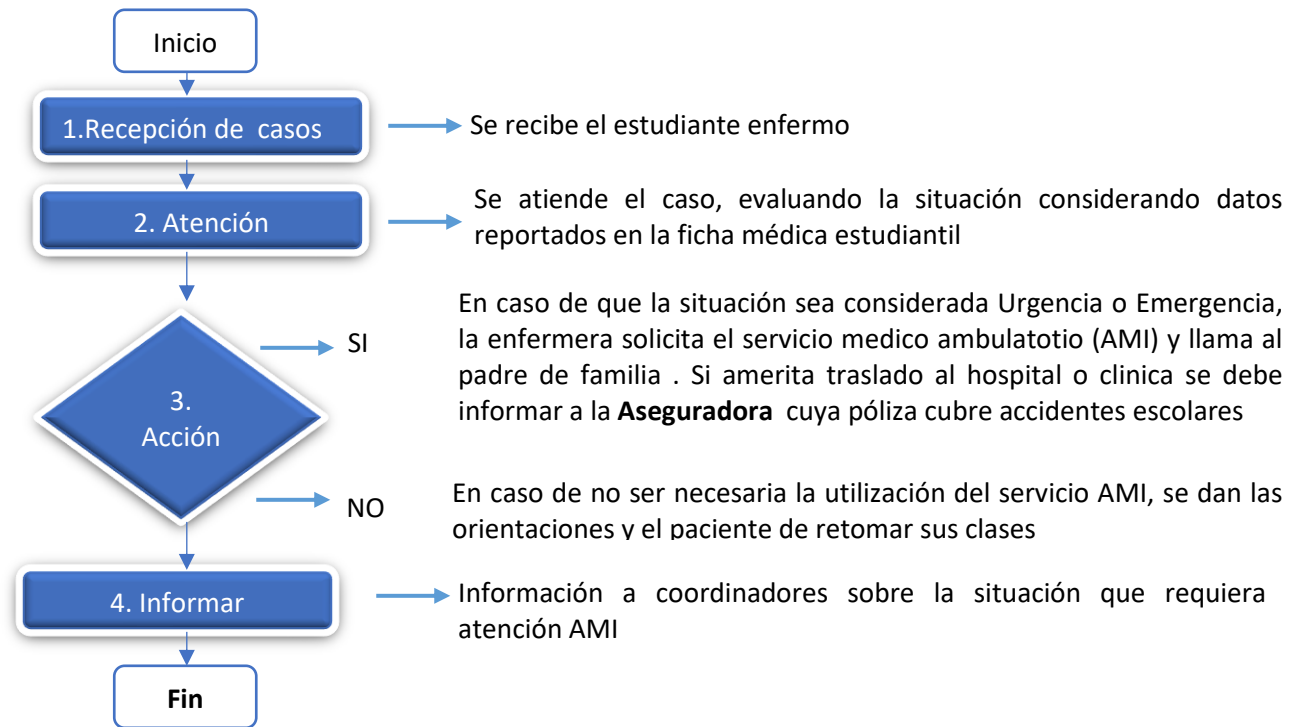 Inicio
1.Recepción de casos
Se recibe el estudiante enfermo
2. Atención
Se atiende el caso, evaluando la situación considerando datos
reportados en la ficha médica estudiantil
3.
Acción
SI
En caso de que la situación sea considerada Urgencia o Emergencia,
la enfermera solicita el servicio medico ambulatotio (AMI) y llama al
padre de familia . Si amerita traslado al hospital o clinica se debe
informar a la Aseguradora cuya póliza cubre accidentes escolares
NO
En caso de no ser necesaria la utilización del servicio AMI, se dan las
orientaciones y el paciente de retomar sus clases
4. Informar
Información a coordinadores sobre la situación que requiera
atención AMI
Fin